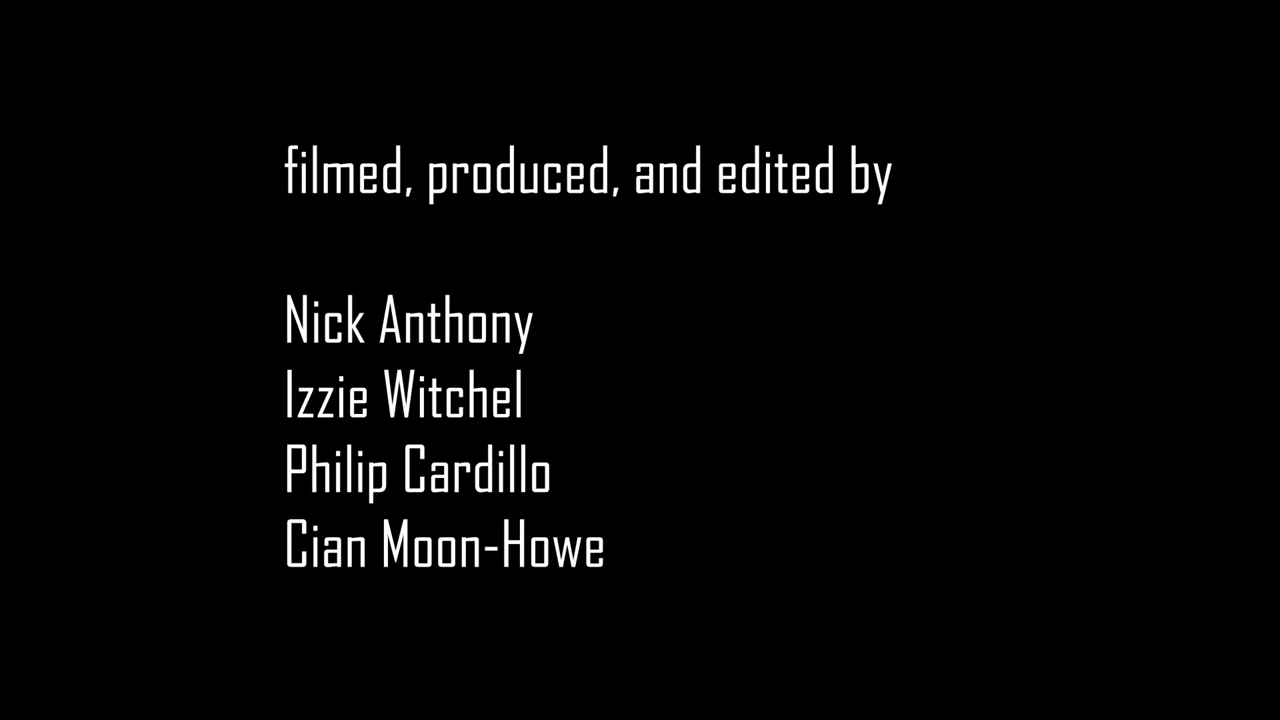 filmed, produced, and edited by
Nick Anthony
Izzie Witchel
Philip Cardillo
Cian Moon-Howe